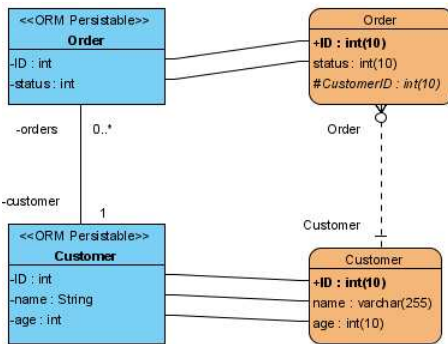 <<ORM Persistable>>
Order
-ID : int
-status : int
Order
+ID : int(10)
status : int(10)
#CustomerID : int(10)
-orders
0..*
Order
-customer
1
Customer
<<ORM Persistable>>
Customer
-ID : int
-name : String
-age : int
Customer
+ID : int(10)
name : varchar(255)
age : int(10)